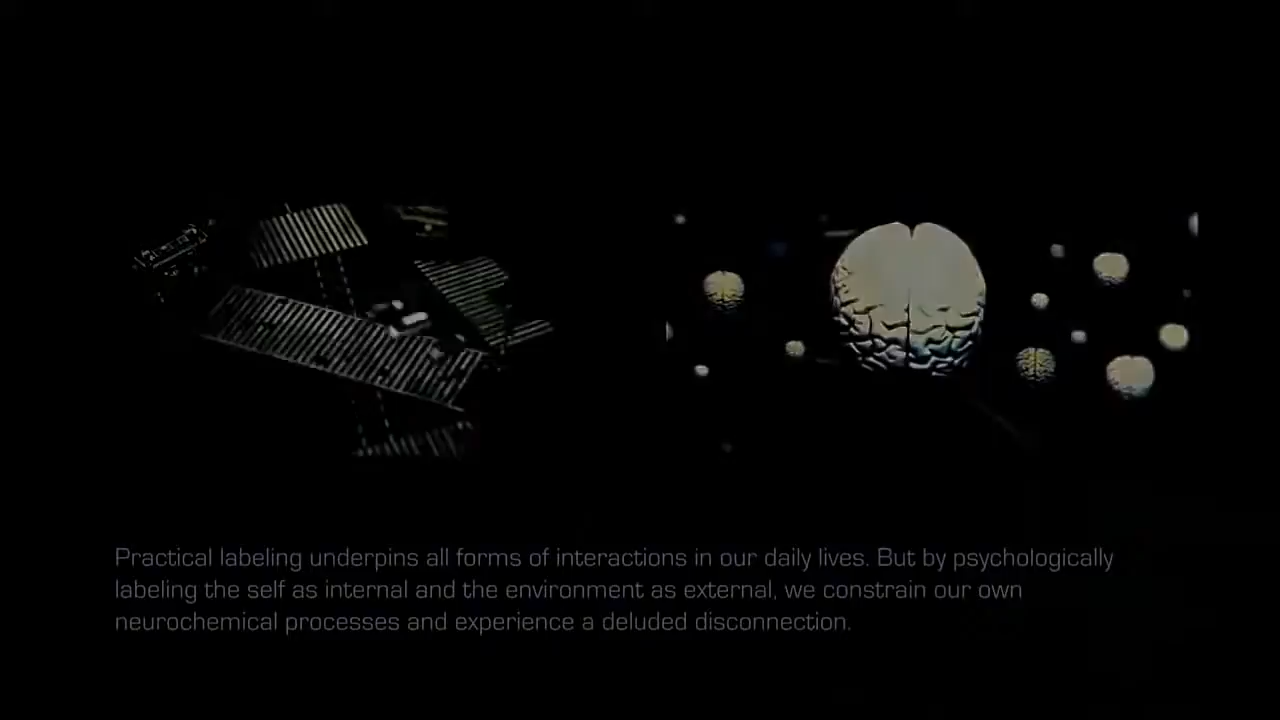 Practical labeling underpins all forms of interactions in our daily lives. But by psychologically
labeling the self as internal and the environment as external, we constrain our own
neurochemical processes and experience a deluded disconnection.